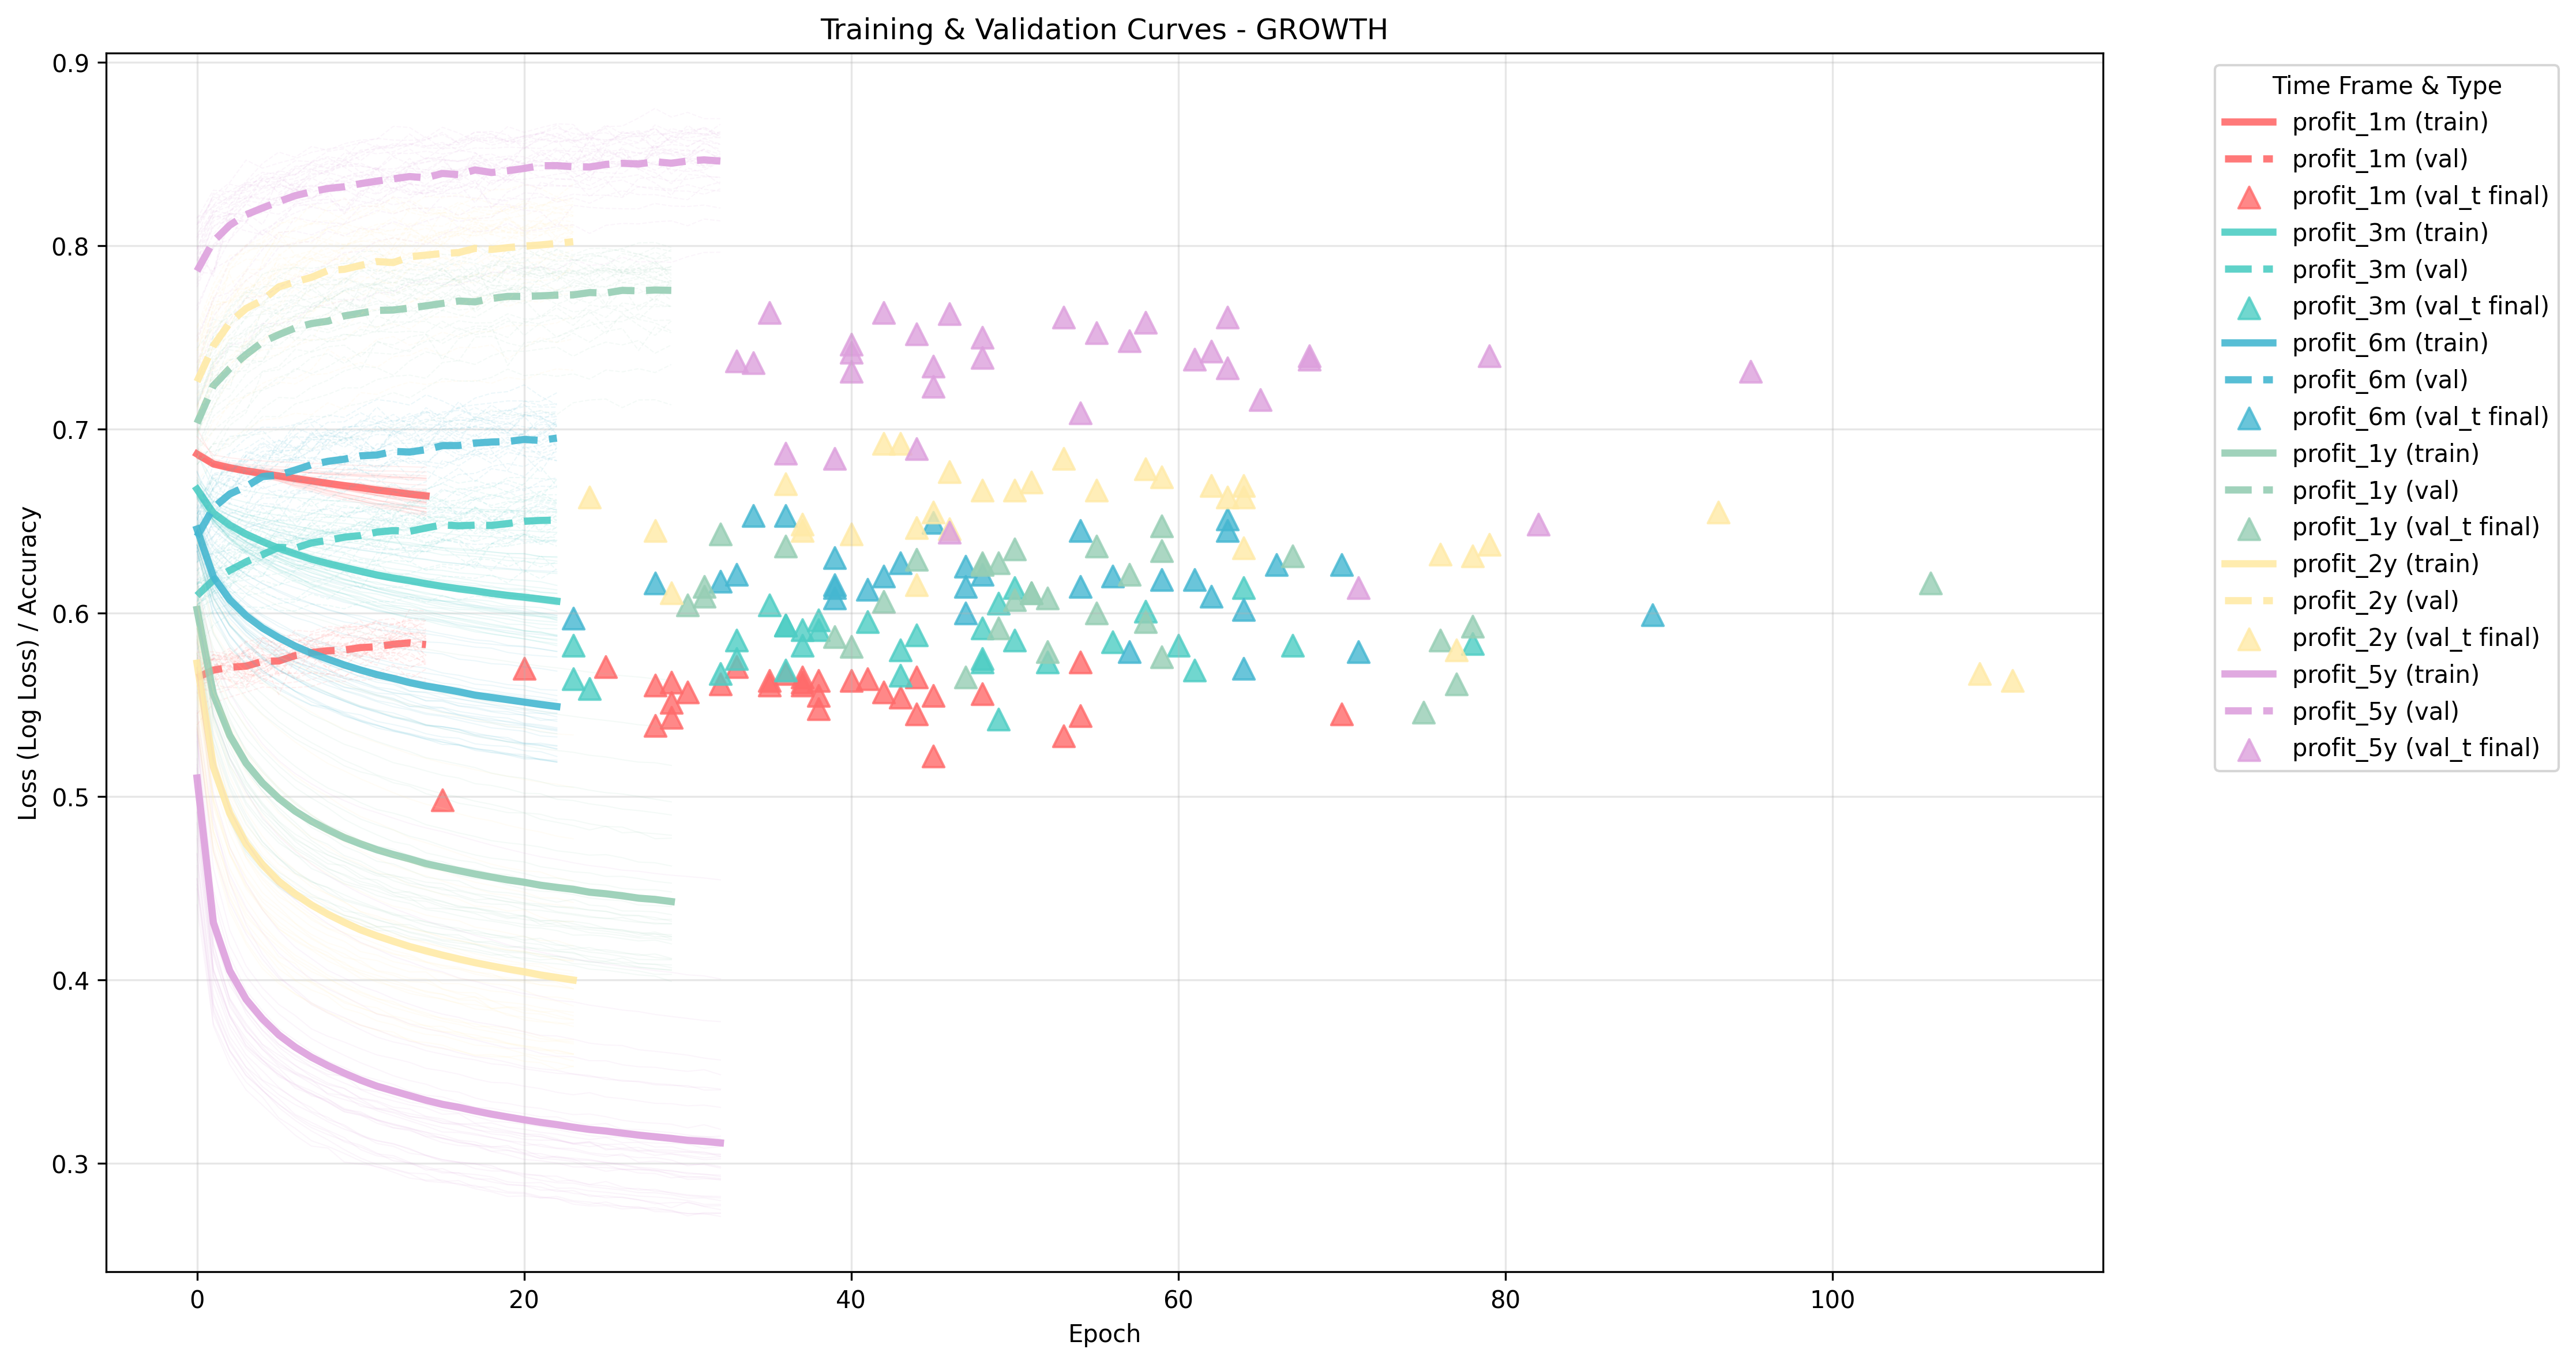 Training & Validation Curves - GROWTH
Loss (Log Loss) / Accuracy
0.9
0.8
0.7
0.6
0.5
0.4
0.3
0
20
40
60
80
100
Epoch
Time Frame & Type
profit_1m (train)
profit_1m (val)
profit_1m (val_t final)
profit_3m (train)
profit_3m (val)
profit_3m (val_t final)
profit_6m (train)
profit_6m (val)
profit_6m (val_t final)
profit_1y (train)
profit_1y (val)
profit_1y (val_t final)
profit_2y (train)
profit_2y (val)
profit_2y (val_t final)
profit_5y (train)
profit_5y (val)
profit_5y (val_t final)